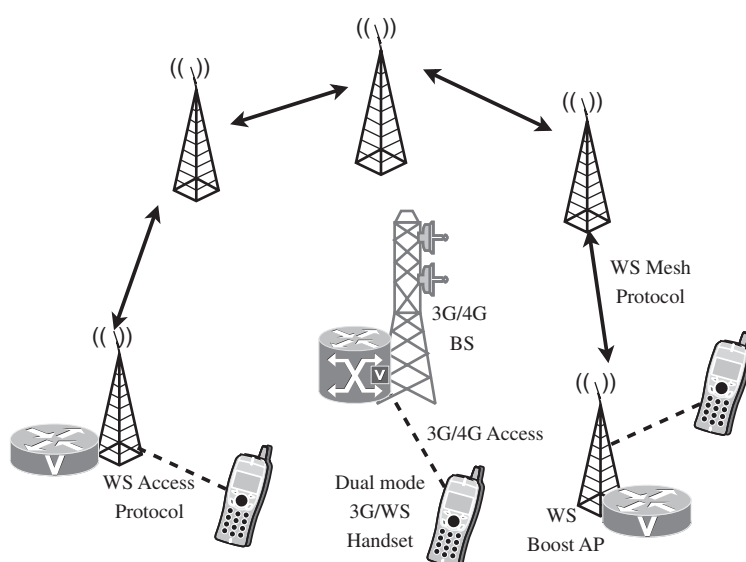 WS Mesh
Protocol
3G/4G
BS
V
3G/4G Access
V
WS Access
Protocol
Dual mode
3G/WS
Handset
WS
Boost AP
V